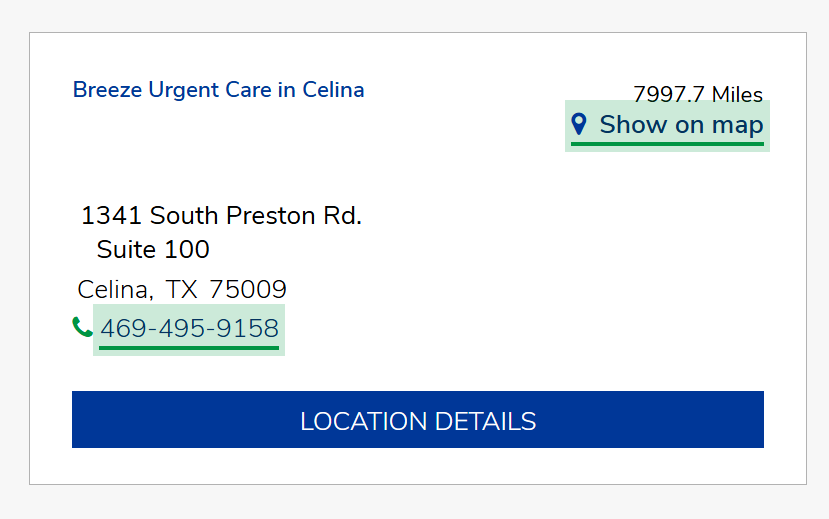 Breeze Urgent Care in Celina
7997.7 Miles
Show on map
1341 South Preston Rd.
Suite 100
Celina, TX 75009
469-495-9158
LOCATION DETAILS